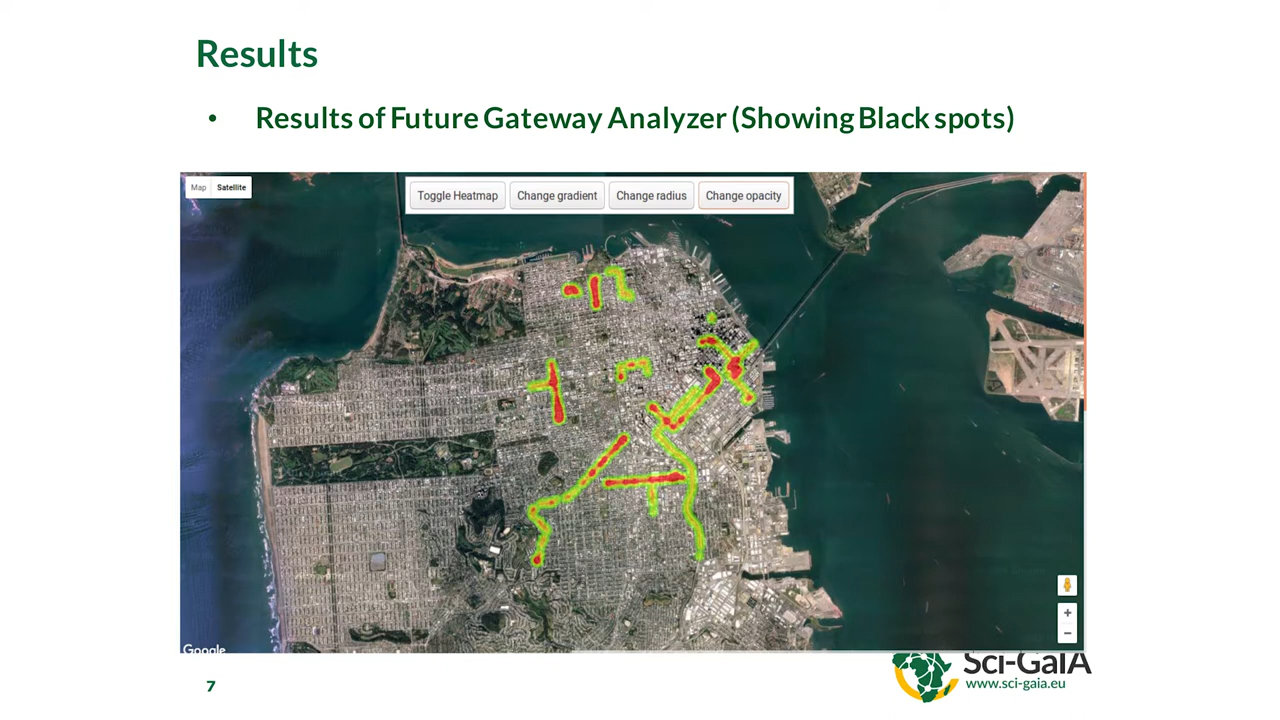 Results
• Results of Future Gateway Analyzer (Showing Black spots)
Map Satellite
Toggle Heatmap Change gradient Change radius Change opacity
+
−
Google
Sci-GaIA
www.sci-gaia.eu
7